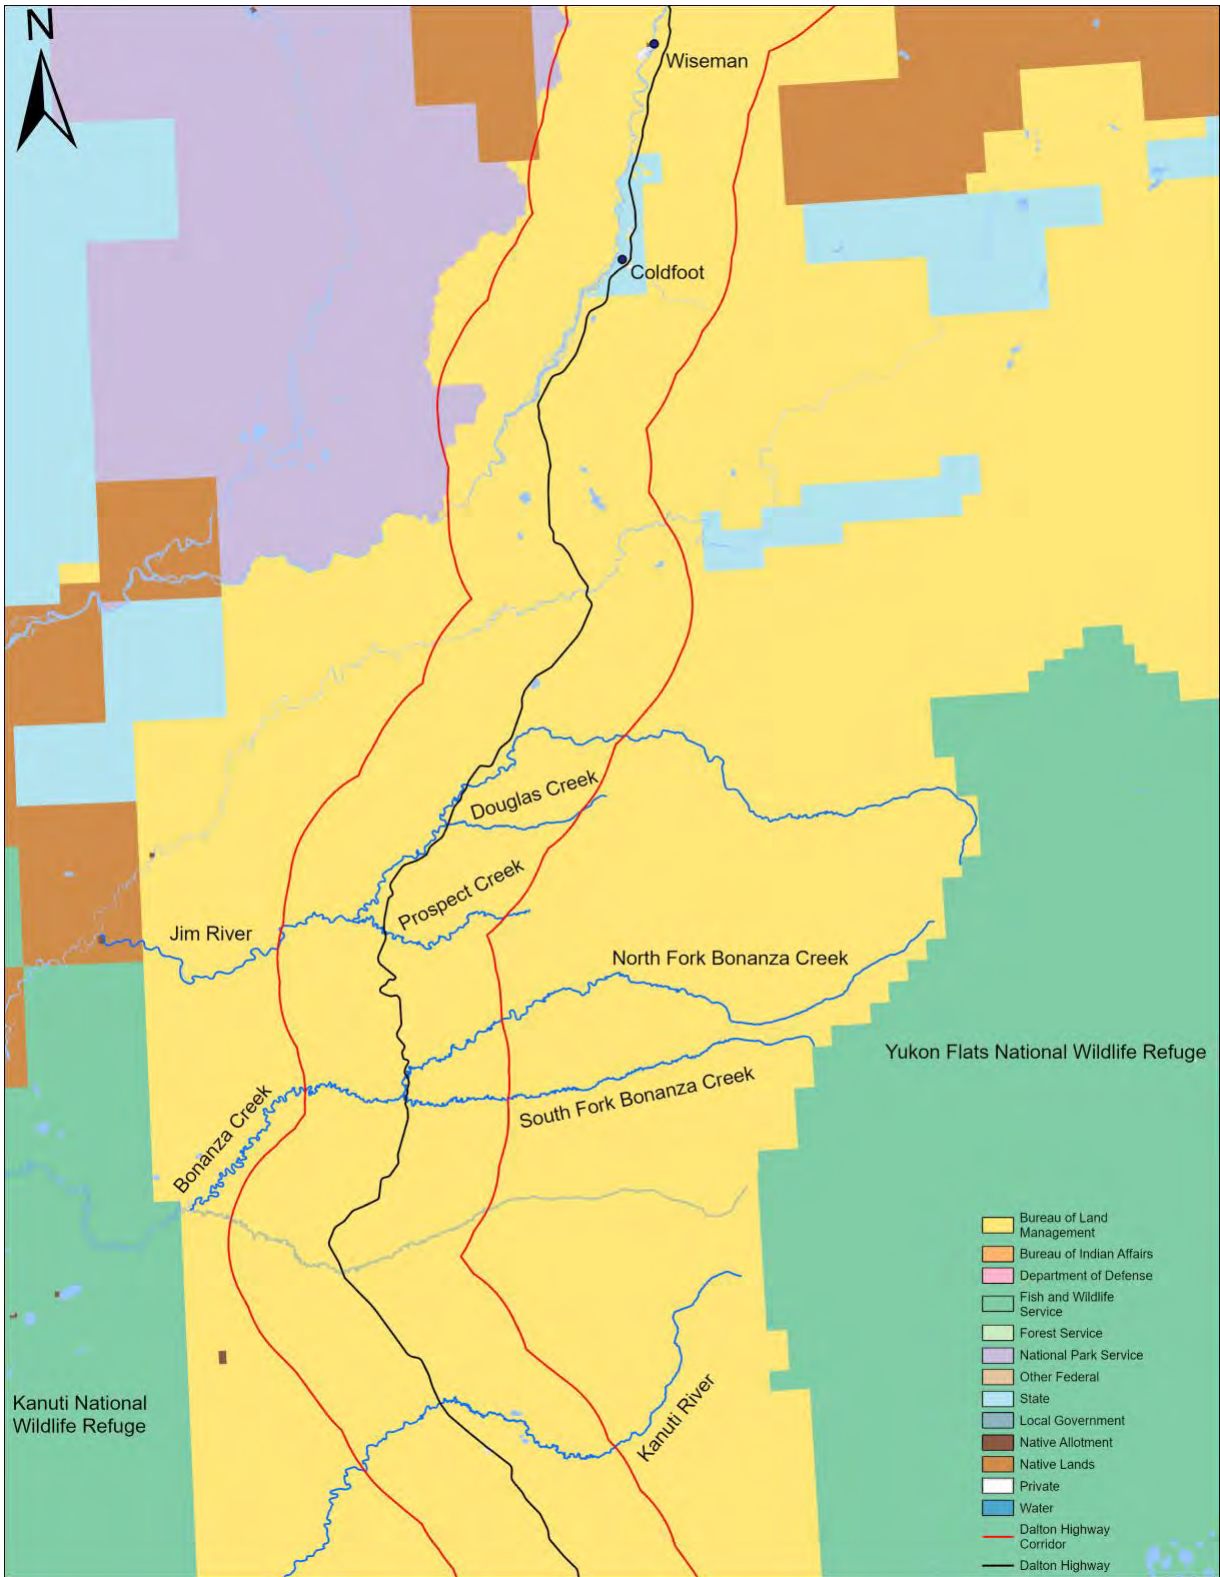 N
Wiseman
Coldfoot
Douglas Creek
Prospect Creek
Jim River
North Fork Bonanza Creek
Yukon Flats National Wildlife Refuge
South Fork Bonanza Creek
Bonanza Creek
Kanuti River
Kanuti National
Wildlife Refuge
Bureau of Land
Management
Bureau of Indian Affairs
Department of Defense
Fish and Wildlife
Service
Forest Service
National Park Service
Other Federal
State
Local Government
Native Allotment
Native Lands
Private
Water
Dalton Highway
Corridor
Dalton Highway